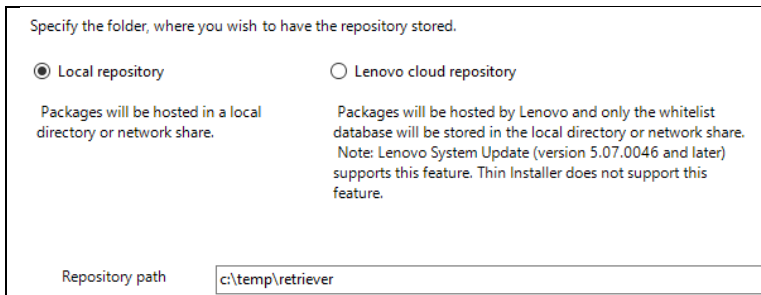 Specify the folder, where you wish to have the repository stored.
Local repository
Lenovo cloud repository
Packages will be hosted in a local
directory or network share.
Packages will be hosted by Lenovo and only the whitelist
database will be stored in the local directory or network share.
Note: Lenovo System Update (version 5.07.0046 and later)
supports this feature. Thin Installer does not support this
feature.
Repository path
c:\temp\retriever